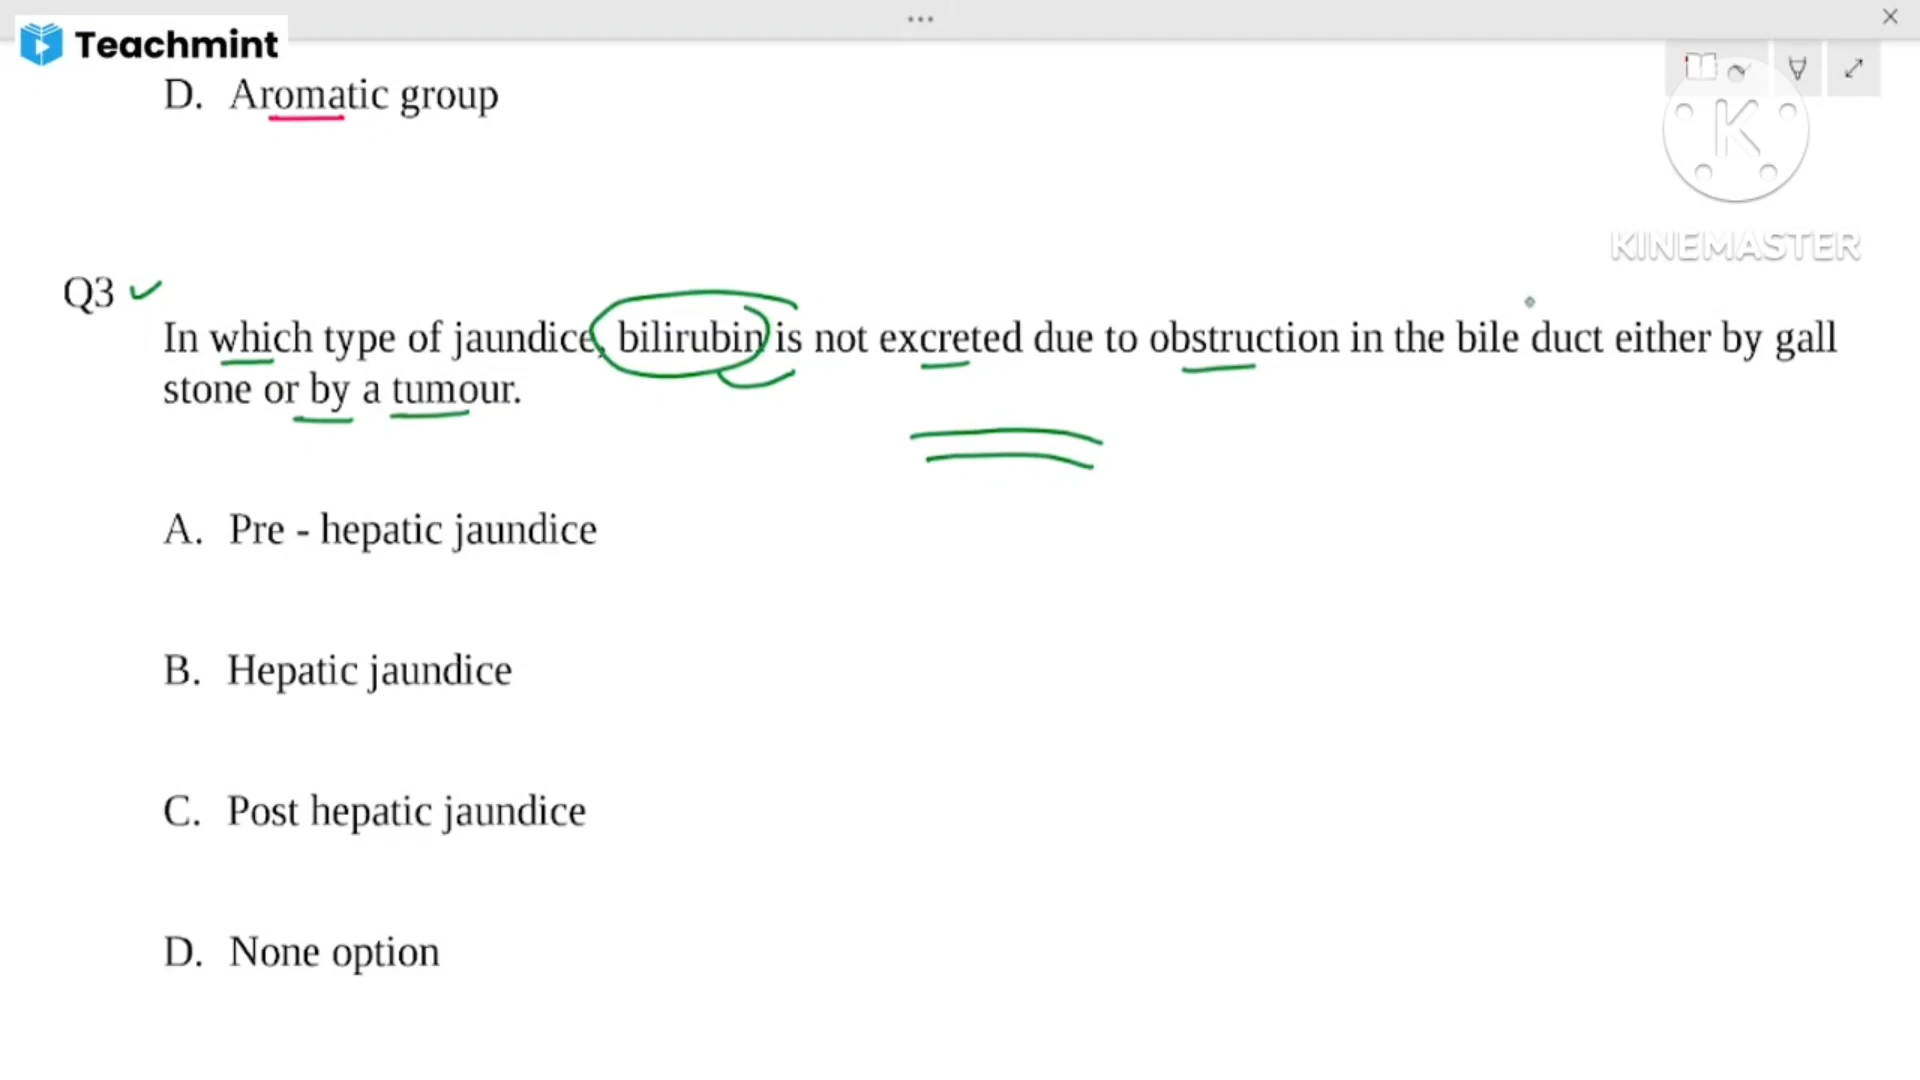 Teachmint
D. Aromatic group
KINEMASTER
Q3
In which type of jaundice, bilirubin is not excreted due to obstruction in the bile duct either by gall
stone or by a tumour.
A. Pre - hepatic jaundice
B. Hepatic jaundice
C. Post hepatic jaundice
D. None option